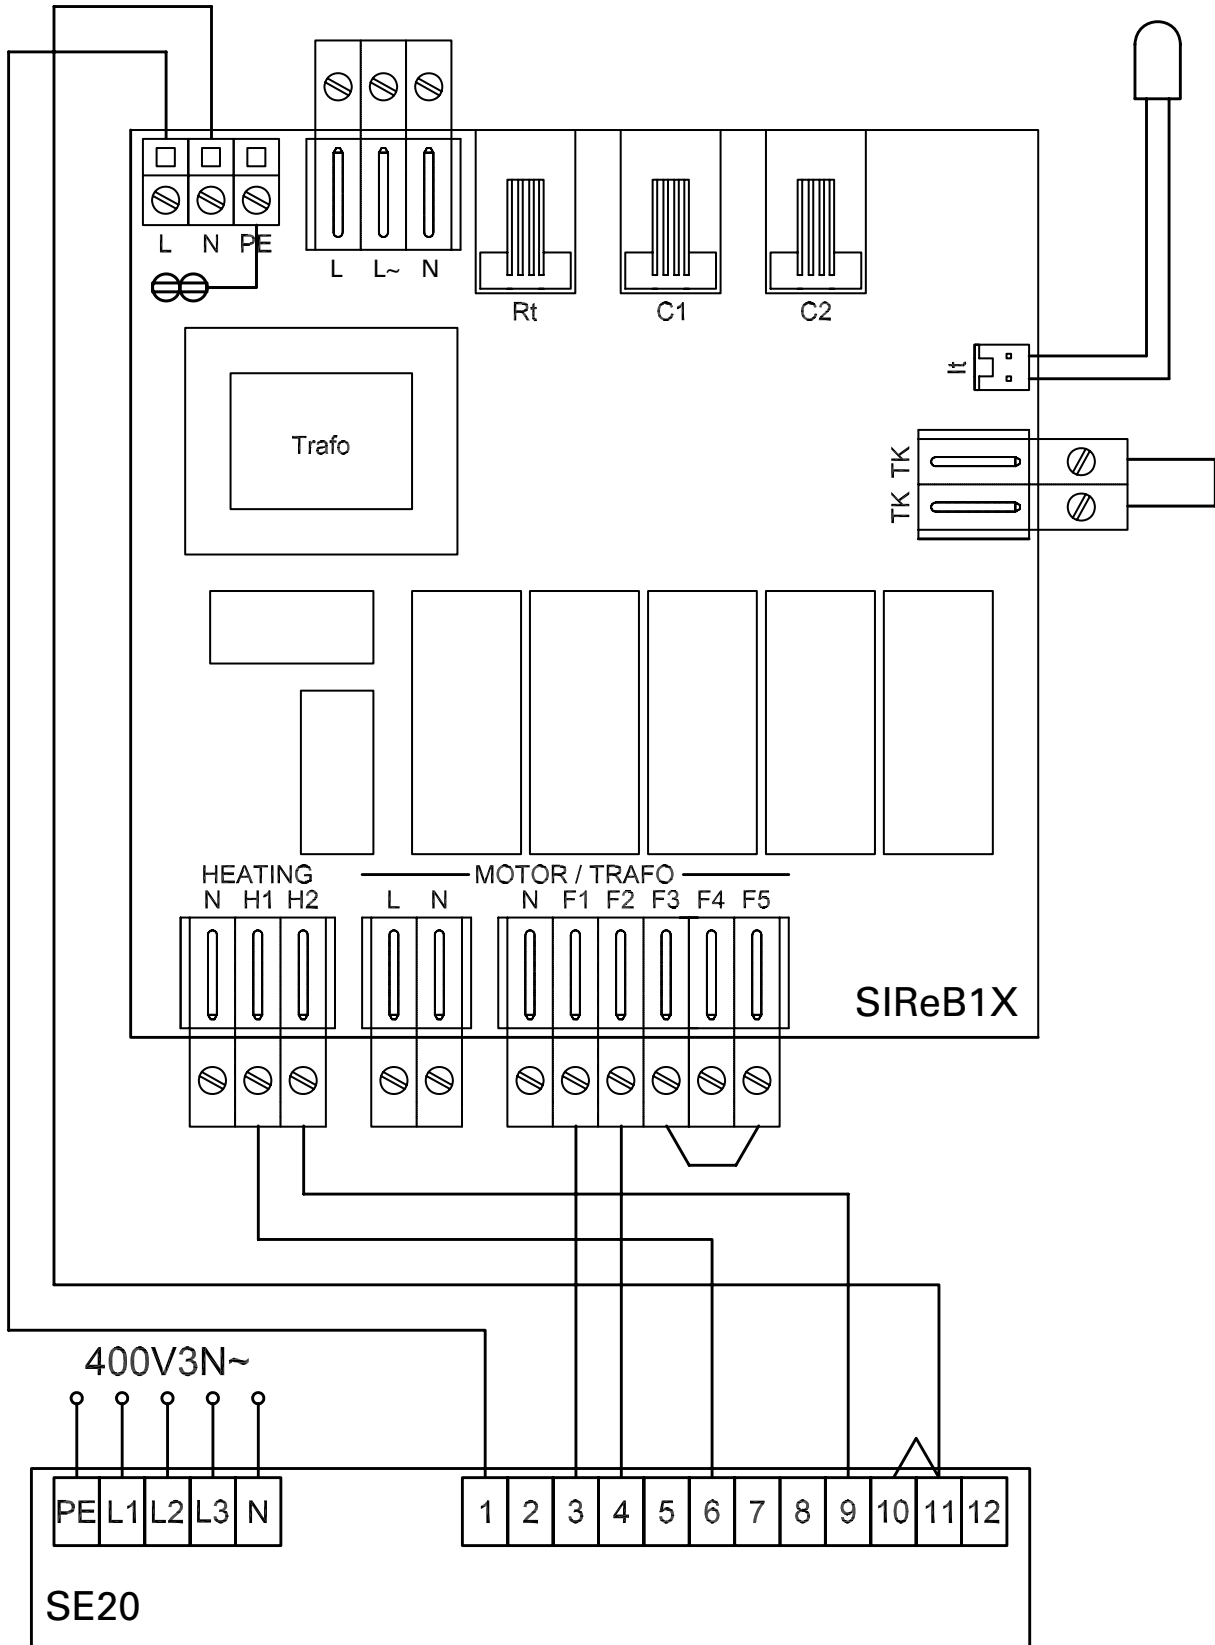 L N PE
L L~ N
Rt C1 C2
It
Trafo
TK
TK
HEATING MOTOR / TRAFO
N H1 H2 L N N F1 F2 F3 F4 F5
SIReB1X
400V3N~
PE L1 L2 L3 N 1 2 3 4 5 6 7 8 9 10 11 12
SE20